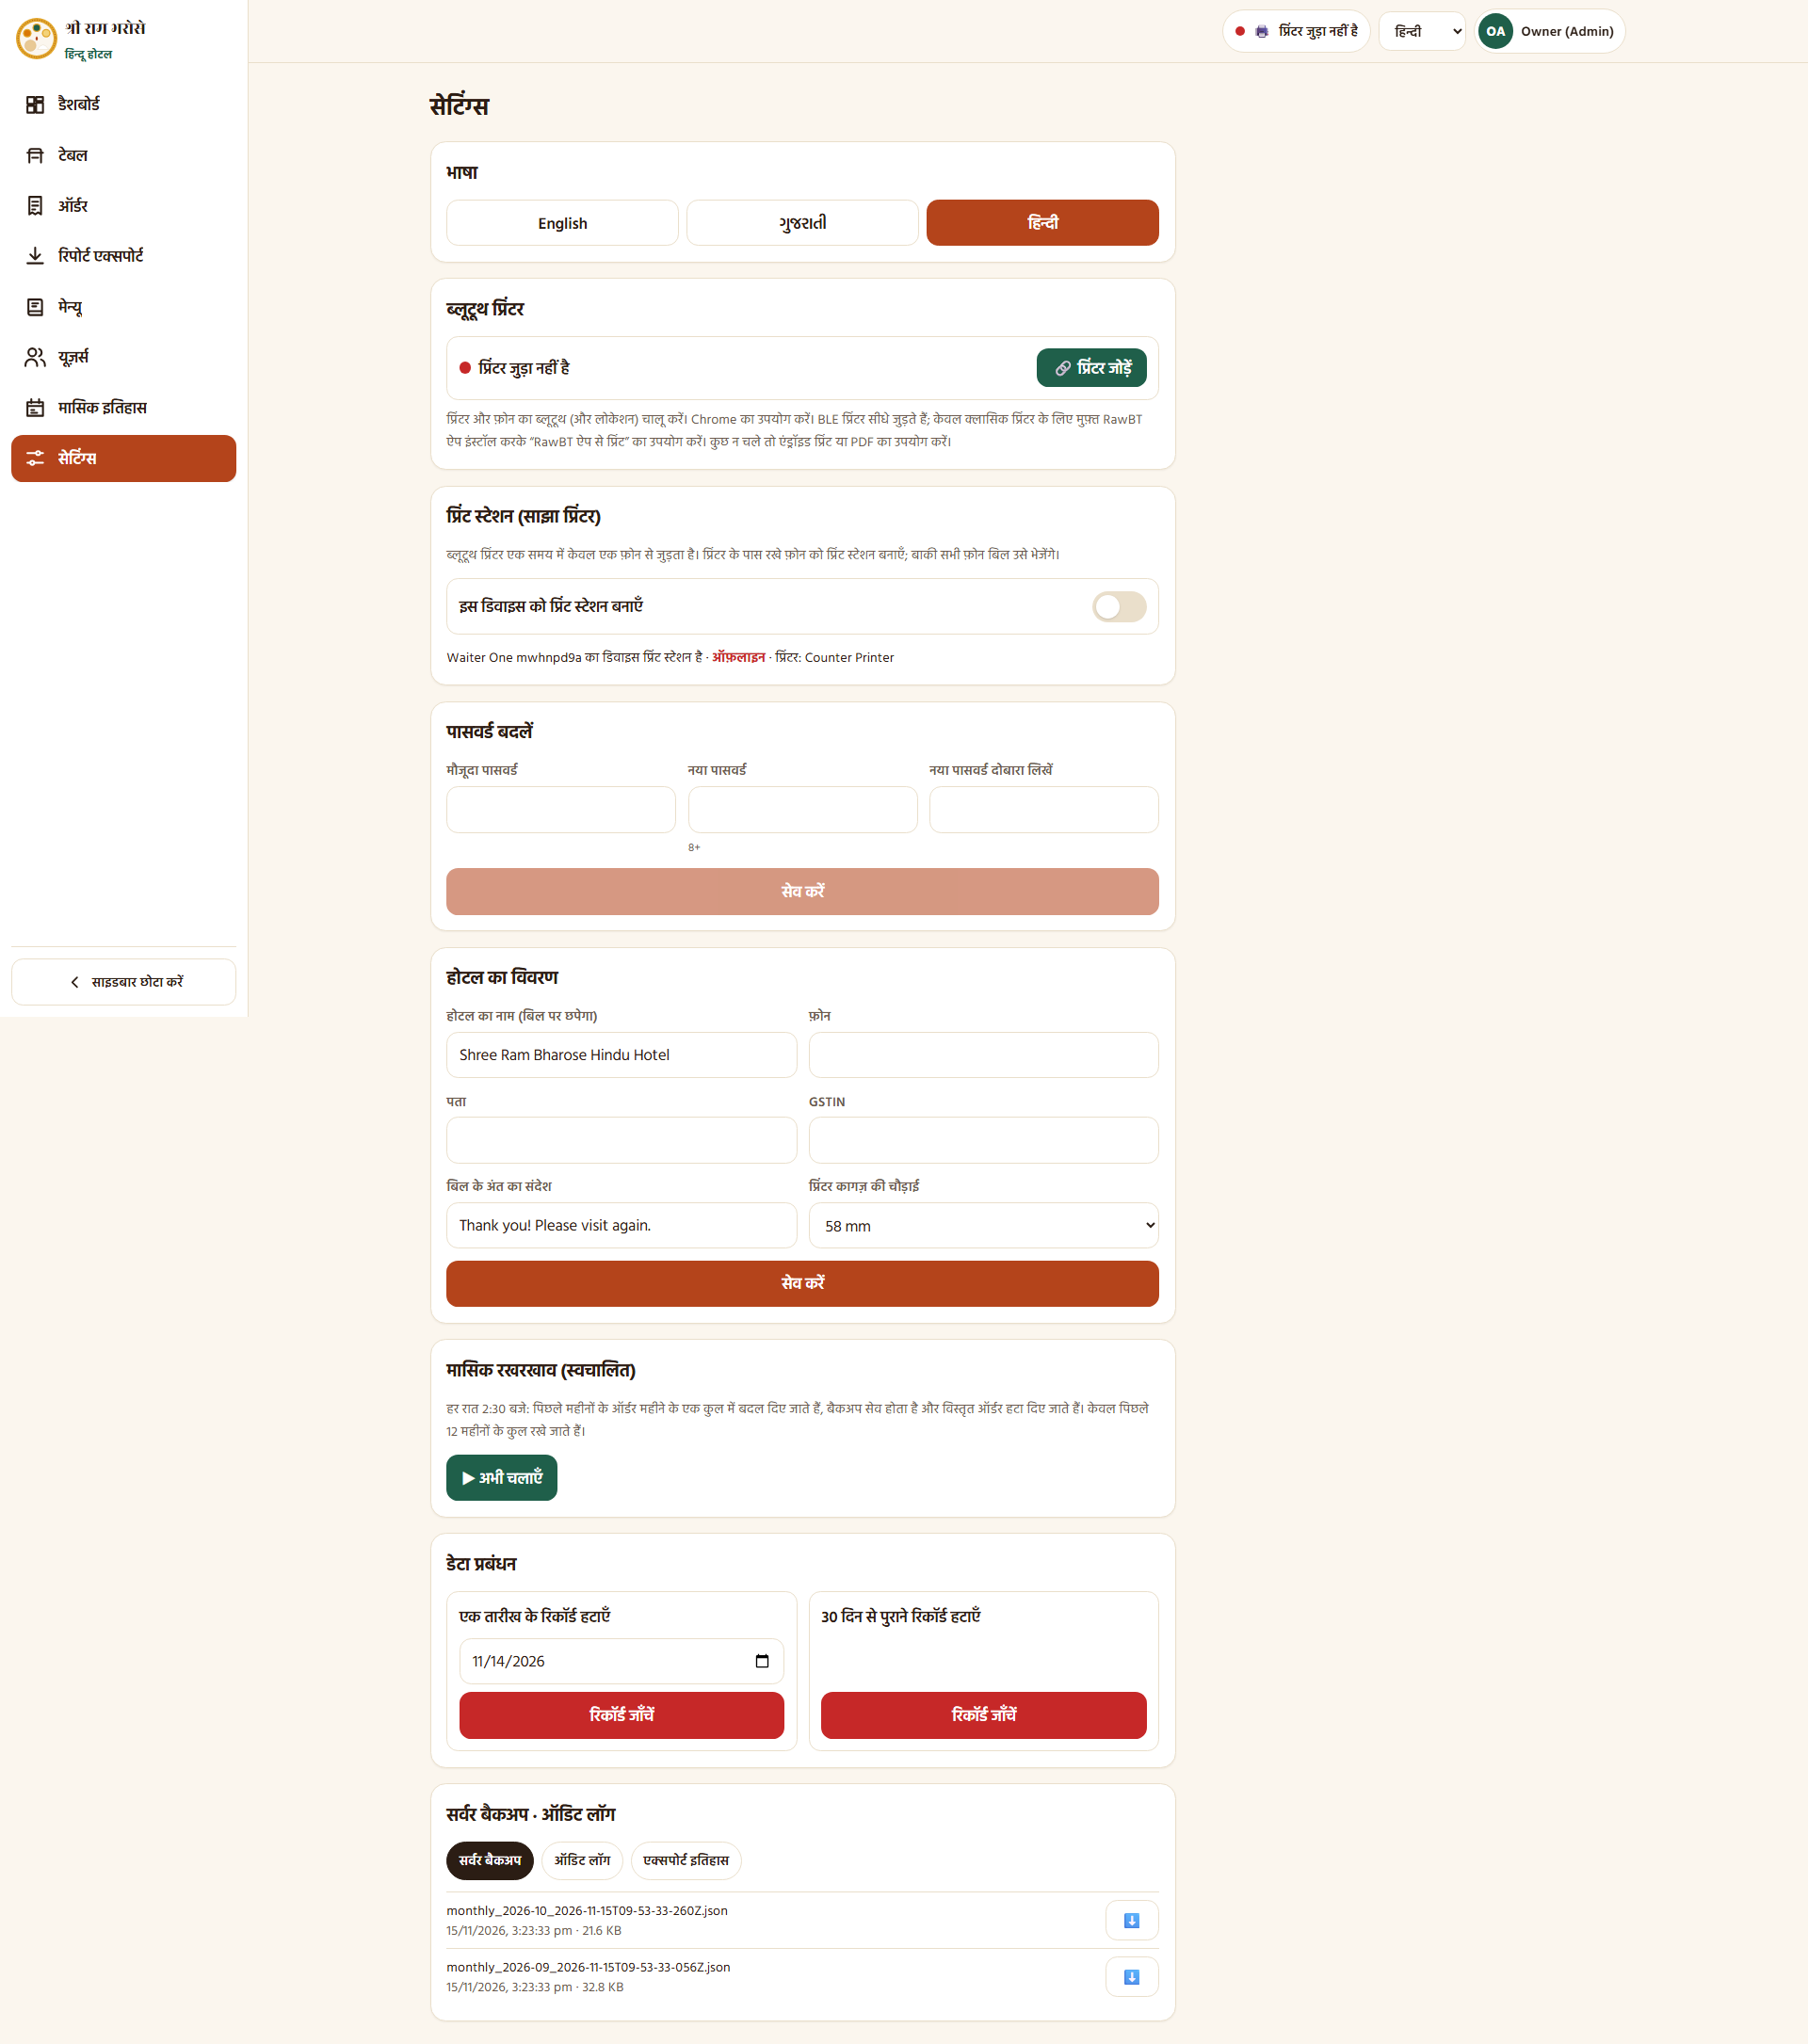 श्री राम भरोसे
हिन्दू होटल
प्रिंटर जुड़ा नहीं है
हिन्दी
OA
Owner (Admin)
डैशबोर्ड
टेबल
ऑर्डर
रिपोर्ट एक्सपोर्ट
मेन्यू
यूज़र्स
मासिक इतिहास
सेटिंग्स
साइडबार छोटा करें
सेटिंग्स
भाषा
English
ગુજરાતી
हिन्दी
ब्लूटूथ प्रिंटर
प्रिंटर जुड़ा नहीं है
प्रिंटर जोड़ें
प्रिंटर और फ़ोन का ब्लूटूथ (और लोकेशन) चालू करें। Chrome का उपयोग करें। BLE प्रिंटर सीधे जुड़ते हैं; केवल क्लासिक प्रिंटर के लिए मुफ़्त RawBT
ऐप इंस्टॉल करके “RawBT ऐप से प्रिंट” का उपयोग करें। कुछ न चले तो एंड्रॉइड प्रिंट या PDF का उपयोग करें।
प्रिंट स्टेशन (साझा प्रिंटर)
ब्लूटूथ प्रिंटर एक समय में केवल एक फ़ोन से जुड़ता है। प्रिंटर के पास रखे फ़ोन को प्रिंट स्टेशन बनाएँ; बाकी सभी फ़ोन बिल उसे भेजेंगे।
इस डिवाइस को प्रिंट स्टेशन बनाएँ
Waiter One mwhnpd9a का डिवाइस प्रिंट स्टेशन है · ऑफ़लाइन · प्रिंटर: Counter Printer
पासवर्ड बदलें
मौजूदा पासवर्ड
नया पासवर्ड
नया पासवर्ड दोबारा लिखें
8+
सेव करें
होटल का विवरण
होटल का नाम (बिल पर छपेगा)
फ़ोन
Shree Ram Bharose Hindu Hotel
पता
GSTIN
बिल के अंत का संदेश
प्रिंटर कागज़ की चौड़ाई
Thank you! Please visit again.
58 mm
सेव करें
मासिक रखरखाव (स्वचालित)
हर रात 2:30 बजे: पिछले महीनों के ऑर्डर महीने के एक कुल में बदल दिए जाते हैं, बैकअप सेव होता है और विस्तृत ऑर्डर हटा दिए जाते हैं। केवल पिछले
12 महीनों के कुल रखे जाते हैं।
▶ अभी चलाएँ
डेटा प्रबंधन
एक तारीख के रिकॉर्ड हटाएँ
30 दिन से पुराने रिकॉर्ड हटाएँ
11/14/2026
रिकॉर्ड जाँचें
रिकॉर्ड जाँचें
सर्वर बैकअप · ऑडिट लॉग
सर्वर बैकअप
ऑडिट लॉग
एक्सपोर्ट इतिहास
monthly_2026-10_2026-11-15T09-53-33-260Z.json
15/11/2026, 3:23:33 pm · 21.6 KB
monthly_2026-09_2026-11-15T09-53-33-056Z.json
15/11/2026, 3:23:33 pm · 32.8 KB